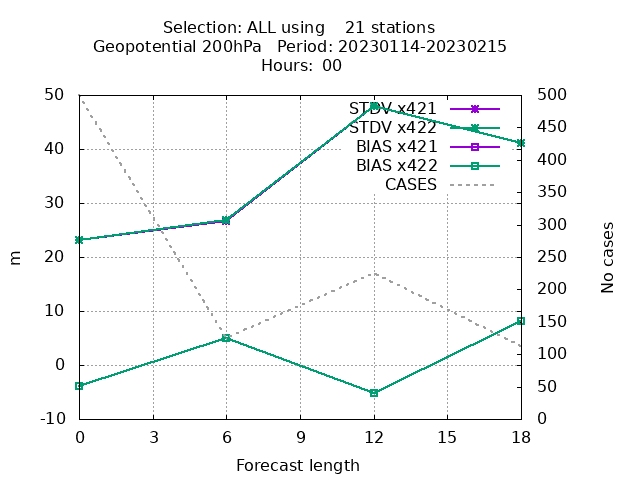 Selection: ALL using    21 stations
Geopotential 200hPa   Period: 20230114-20230215
Hours: 00
50 STDV x421 500
STDV x422 450
40 BIAS x421 400
BIAS x422 350
30 CASES 300
20 250
200
10 150
0 100
50
-10 0
0 3 6 9 12 15 18
m
No cases
Forecast length